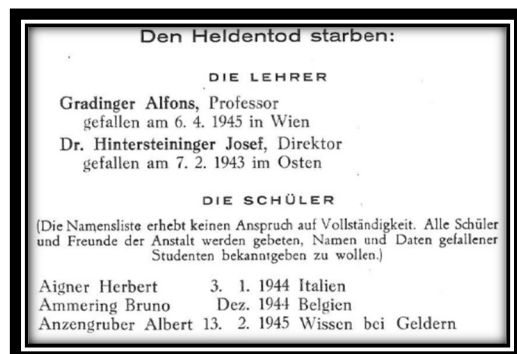 Den Heldentod starben:
DIE LEHRER
Gradinger Alfons, Professor
gefallen am 6. 4. 1945 in Wien
Dr. Hintersteininger Josef, Direktor
gefallen am 7. 2. 1943 im Osten
DIE SCHÜLER
(Die Namensliste erhebt keinen Anspruch auf Vollständigkeit. Alle Schüler
und Freunde der Anstalt werden gebeten, Namen und Daten gefallener
Studenten bekanntgeben zu wollen.)
Aigner Herbert 3. 1. 1944 Italien
Ammering Bruno Dez. 1944 Belgien
Anzengruber Albert 13. 2. 1945 Wissen bei Geldern